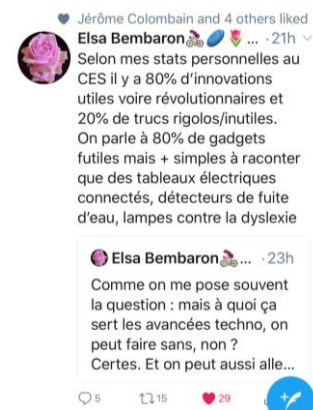 Jérôme Colombain and 4 others liked
Elsa Bembaron🚴🏉🌷... ·21h
Selon mes stats personnelles au
CES il y a 80% d’innovations
utiles voire révolutionnaires et
20% de trucs rigolos/inutiles.
On parle à 80% de gadgets
futiles mais + simples à raconter
que des tableaux électriques
connectés, détecteurs de fuite
d’eau, lampes contre la dyslexie
Elsa Bembaron🚴... ·23h
Comme on me pose souvent
la question : mais à quoi ça
sert les avancées techno, on
peut faire sans, non ?
Certes. Et on peut aussi alle...
5 15 29